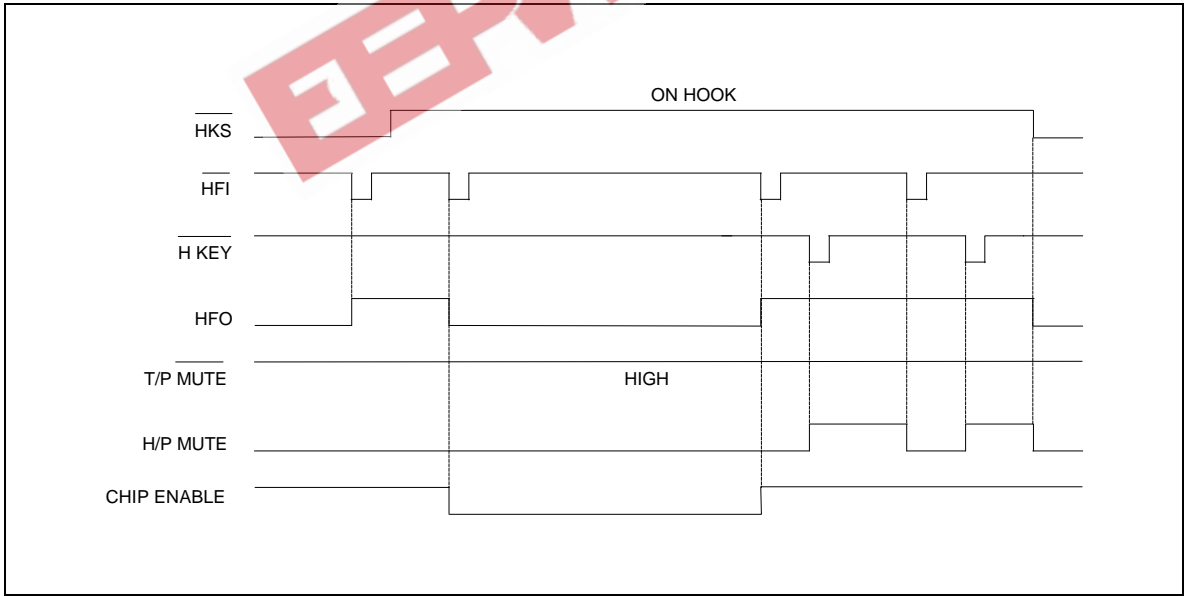 ON HOOK
HKS
HFI
H KEY
HFO
T/P MUTE
HIGH
H/P MUTE
CHIP ENABLE